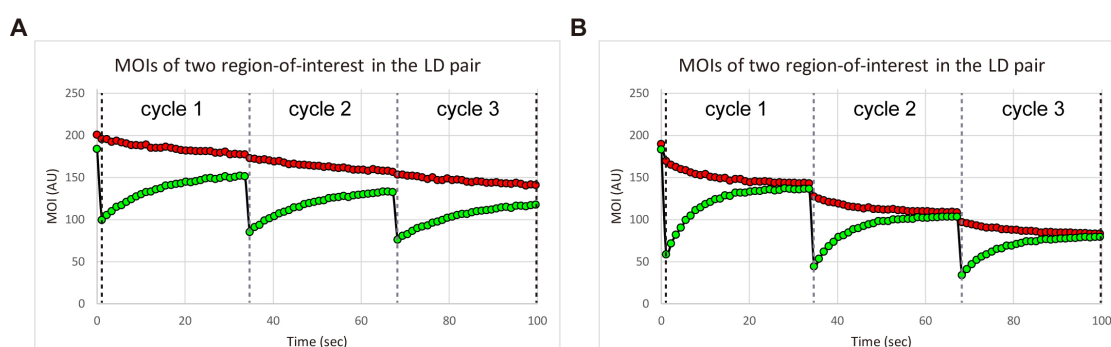 A
MOIs of two region-of-interest in the LD pair
250
cycle 1
cycle 2
cycle 3
200
150
100
50
0
MOI (AU)
0
20
40
60
80
100
Time (sec)
B
MOIs of two region-of-interest in the LD pair
250
cycle 1
cycle 2
cycle 3
200
150
100
50
0
MOI (AU)
0
20
40
60
80
100
Time (sec)